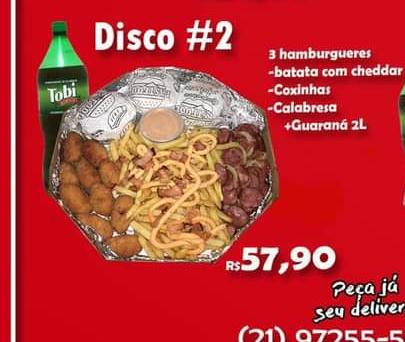 Disco #2
3 hamburgueres
-batata com cheddar
-Coxinhas
-Calabresa
+Guaraná 2L
Tobi
R$57,90
Peça já
seu deliver
(21) 97255-5